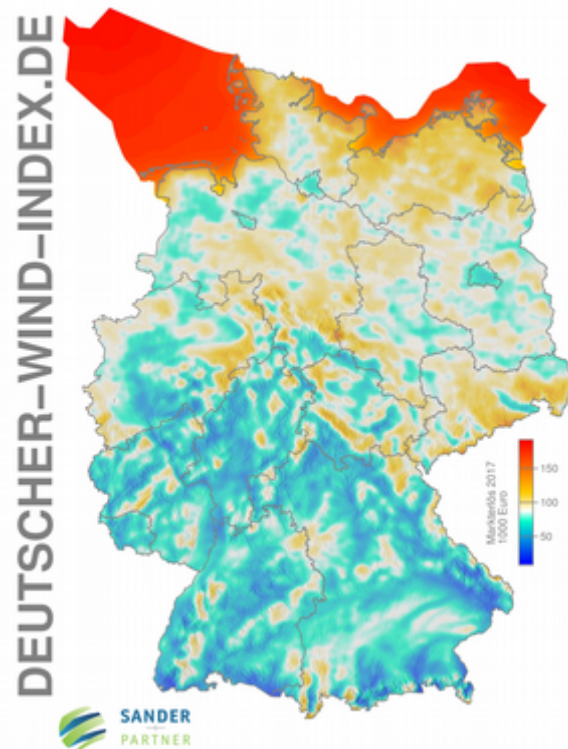 DEUTSCHER-WIND-INDEX.DE
Markterlös 2017
1000 Euro
150
100
50
SANDER
PARTNER